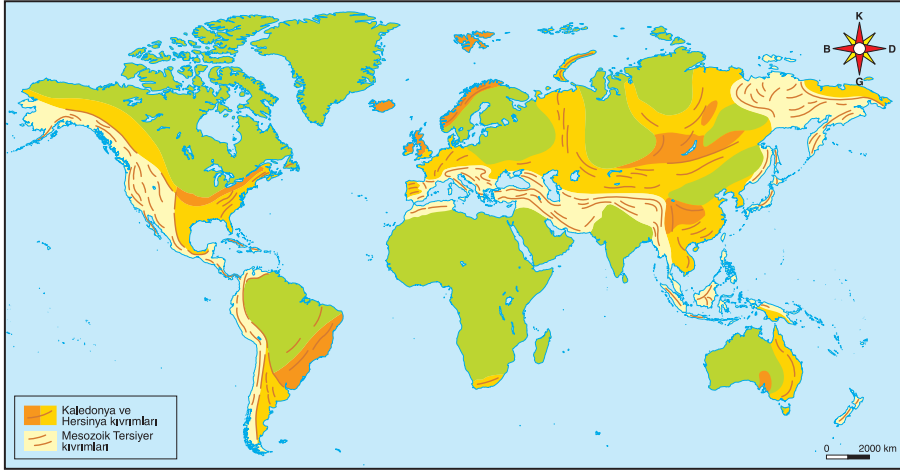 K
B D
G
Kaledonya ve
Hersinya kıvrımları
Mesozoik Tersiyer
kıvrımları
0 2000 km